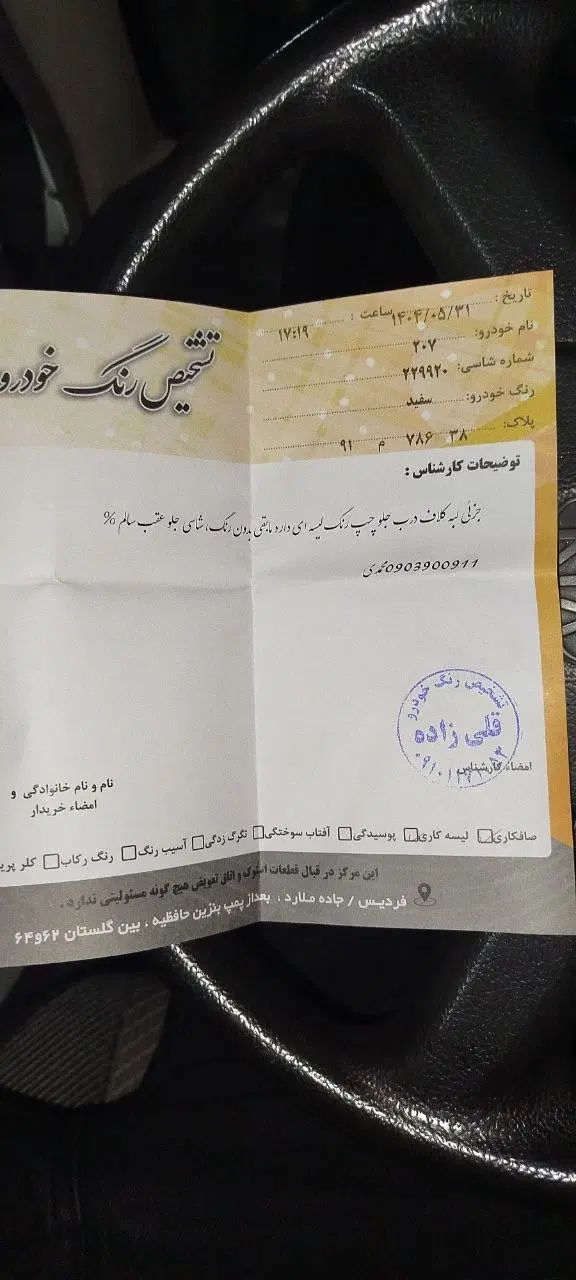 تشخیص رنگ خودرو
تاریخ : ۱۴۰۴/۰۵/۳۱ ساعت : ۱۷:۱۹
نام خودرو: ۲۰۷
شماره شاسی: ۲۲۹۹۲۰
رنگ خودرو: سفید
پلاک: ۳۸ ۷۸۶ م ۹۱
توضیحات کارشناس :
جزئی لبه کلاف درب جلو چپ رنگ لیسه ای دارد مابقی بدون رنگ، شاسی جلو عقب سالم %
0903900911محمدی
تشخیص رنگ خودرو
قلی زاده
امضاء کارشناس
نام و نام خانوادگی و
امضاء خریدار
صافکاری لیسه کاری پوسیدگی آفتاب سوختگی تگرگ زدگی آسیب رنگ رنگ رکاب کلر
این مرکز در قبال قطعات استوک و اتاق تعویض هیچ گونه مسئولیتی ندارد .
فردیس / جاده ملارد ، بعداز پمپ بنزین حافظیه ، بین گلستان ۶۲و۶۴